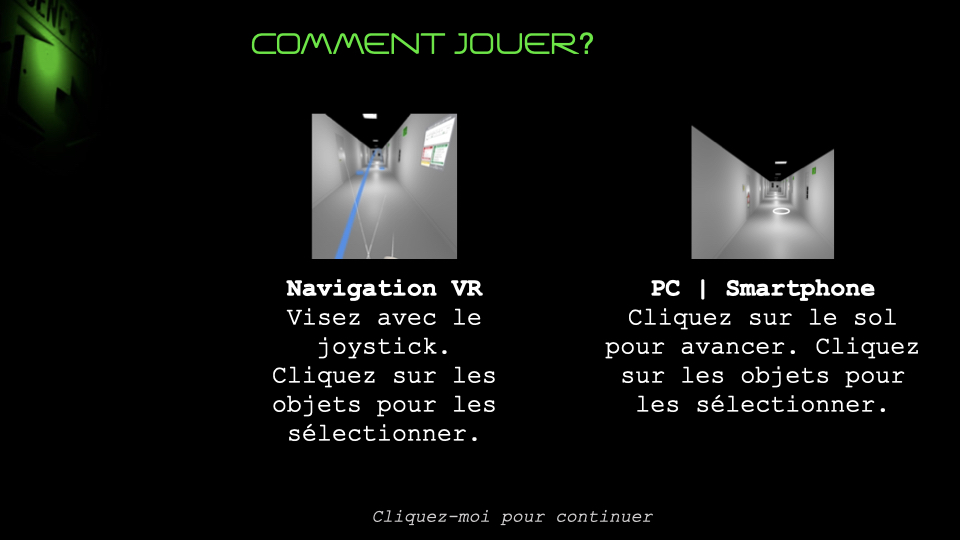 COMMENT JOUER?
Navigation VR
Visez avec le
joystick.
Cliquez sur les
objets pour les
sélectionner.
PC | Smartphone
Cliquez sur le sol
pour avancer. Cliquez
sur les objets pour
les sélectionner.
Cliquez-moi pour continuer